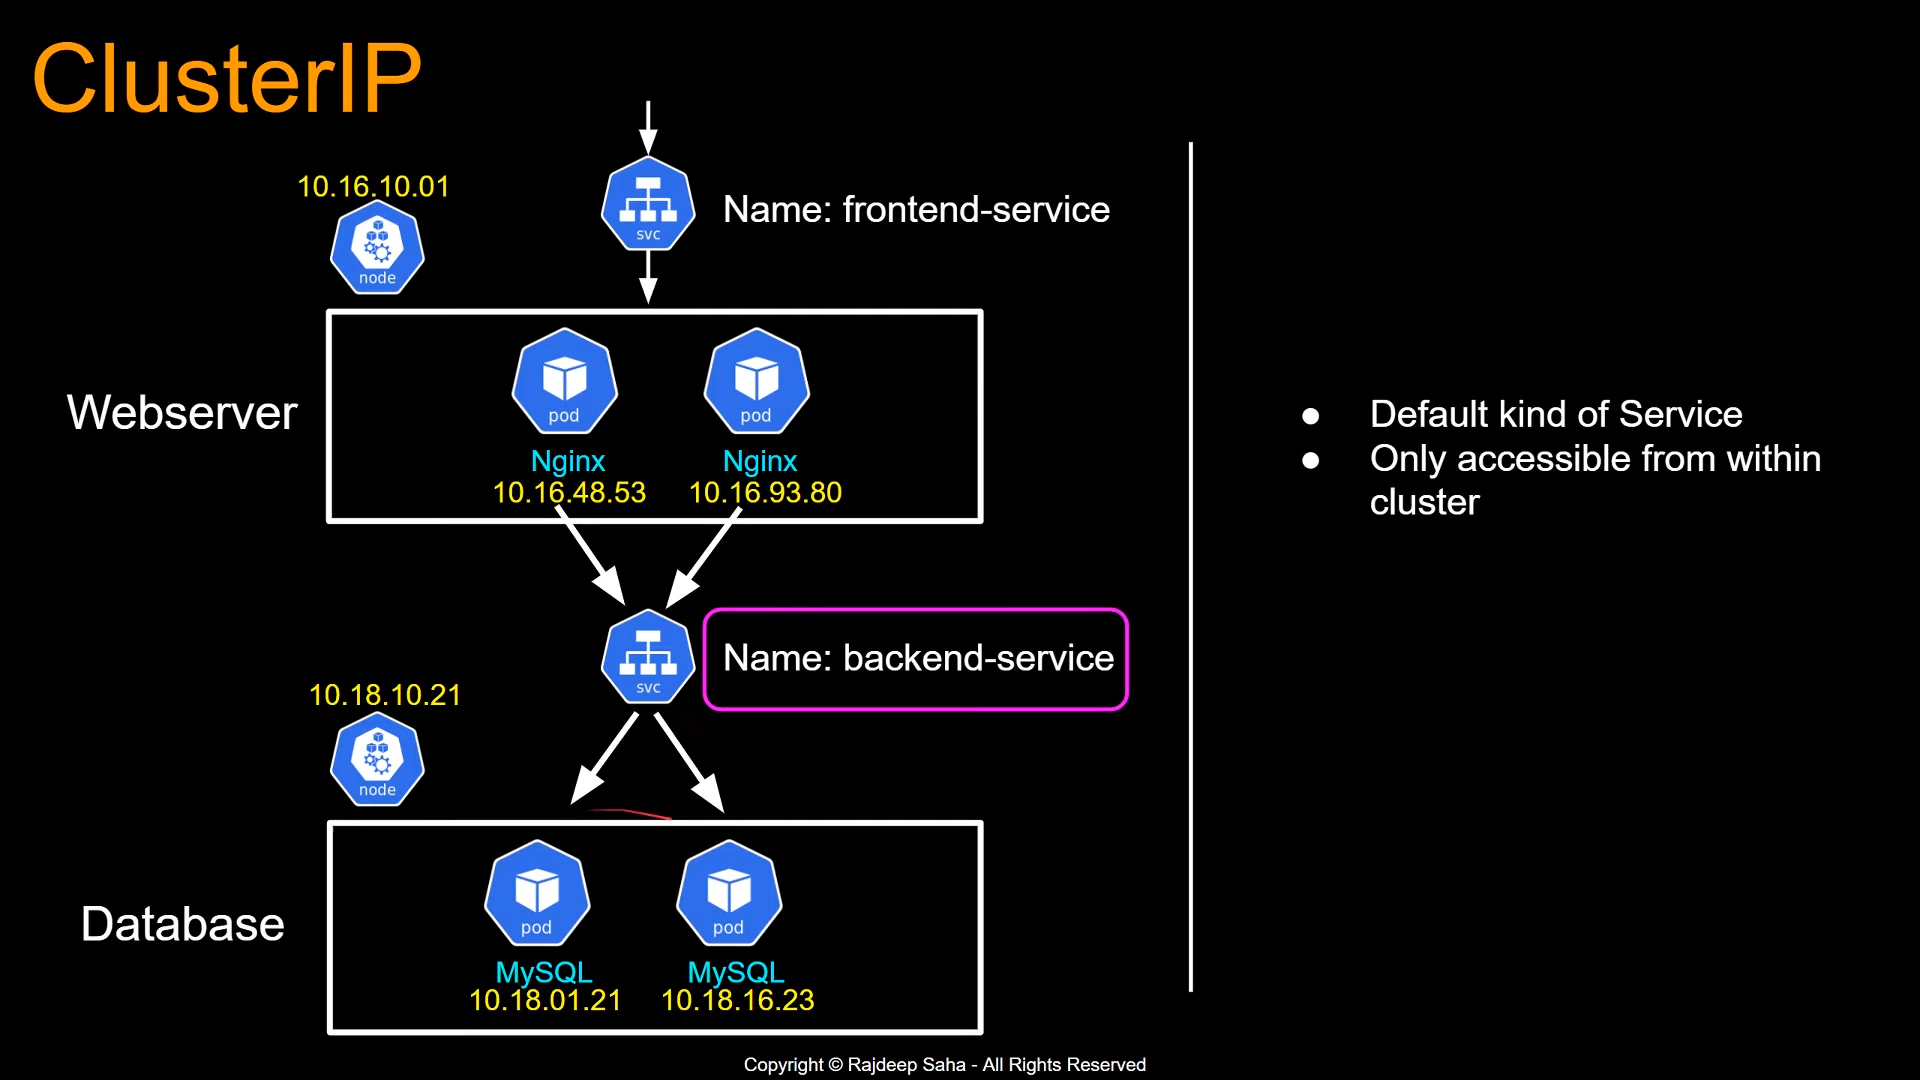 ClusterIP
10.16.10.01
node
svc
Name: frontend-service
Webserver
pod
pod
Nginx
Nginx
10.16.48.53
10.16.93.80
svc
Name: backend-service
10.18.10.21
node
Database
pod
pod
MySQL
MySQL
10.18.01.21
10.18.16.23
● Default kind of Service
● Only accessible from within
cluster
Copyright © Rajdeep Saha - All Rights Reserved